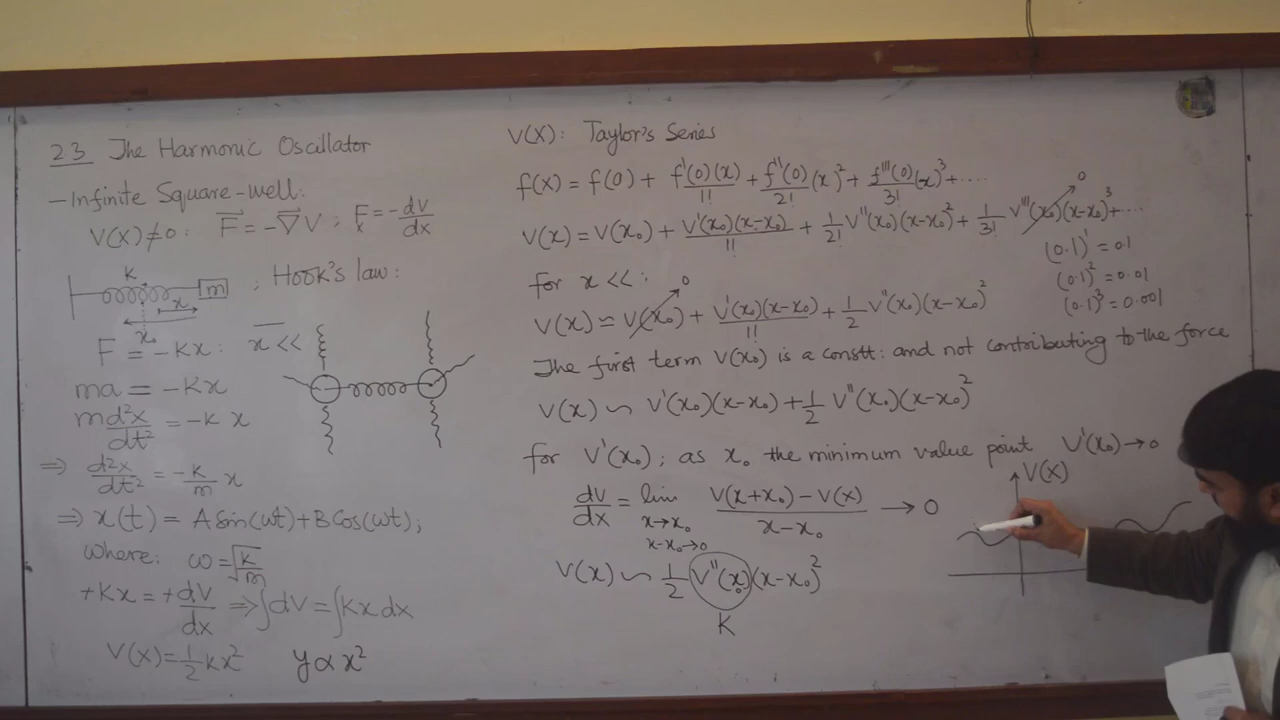 2.3 The Harmonic Oscillator
- Infinite Square-well:
V(x)≠0: F⃗ = -∇⃗V ; Fₓ = -dV/dx
K m ; Hook's law:
x
x₀
F = -Kx : x <<
ma = -Kx
m d²x/dt² = -K x
⇒ d²x/dt² = -K/m x
⇒ x(t) = A Sin(ωt) + B Cos(ωt);
where: ω = √(k/m)
+Kx = + dV/dx ⇒ ∫dV = ∫Kx dx
V(x) = 1/2 kx² y ∝ x²
V(x): Taylor's Series
f(x) = f(0) + f'(0)(x)/1! + f''(0)/2! (x)² + f'''(0)/3! (x)³ + ....
V(x) = V(x₀) + V'(x₀)(x-x₀)/1! + 1/2! V''(x₀)(x-x₀)² + 1/3! V'''(x₀)(x-x₀)³ + .... 0
(0.1)¹ = 0.1
(0.1)² = 0.01
(0.1)³ = 0.001
for x << :
V(x) ≃ V(x₀) + V'(x₀)(x-x₀)/1! + 1/2 V''(x₀)(x-x₀)² 0
The first term V(x₀) is a constt: and not contributing to the force
V(x) ∽ V'(x₀)(x-x₀) + 1/2 V''(x₀)(x-x₀)²
for V'(x₀); as x₀ the minimum value point V'(x₀) → 0
dV/dx = lim x→x₀ x-x₀→0 V(x+x₀) - V(x)/x-x₀ → 0
V(x) ∽ 1/2 V''(x₀)(x-x₀)²
K
V(x)